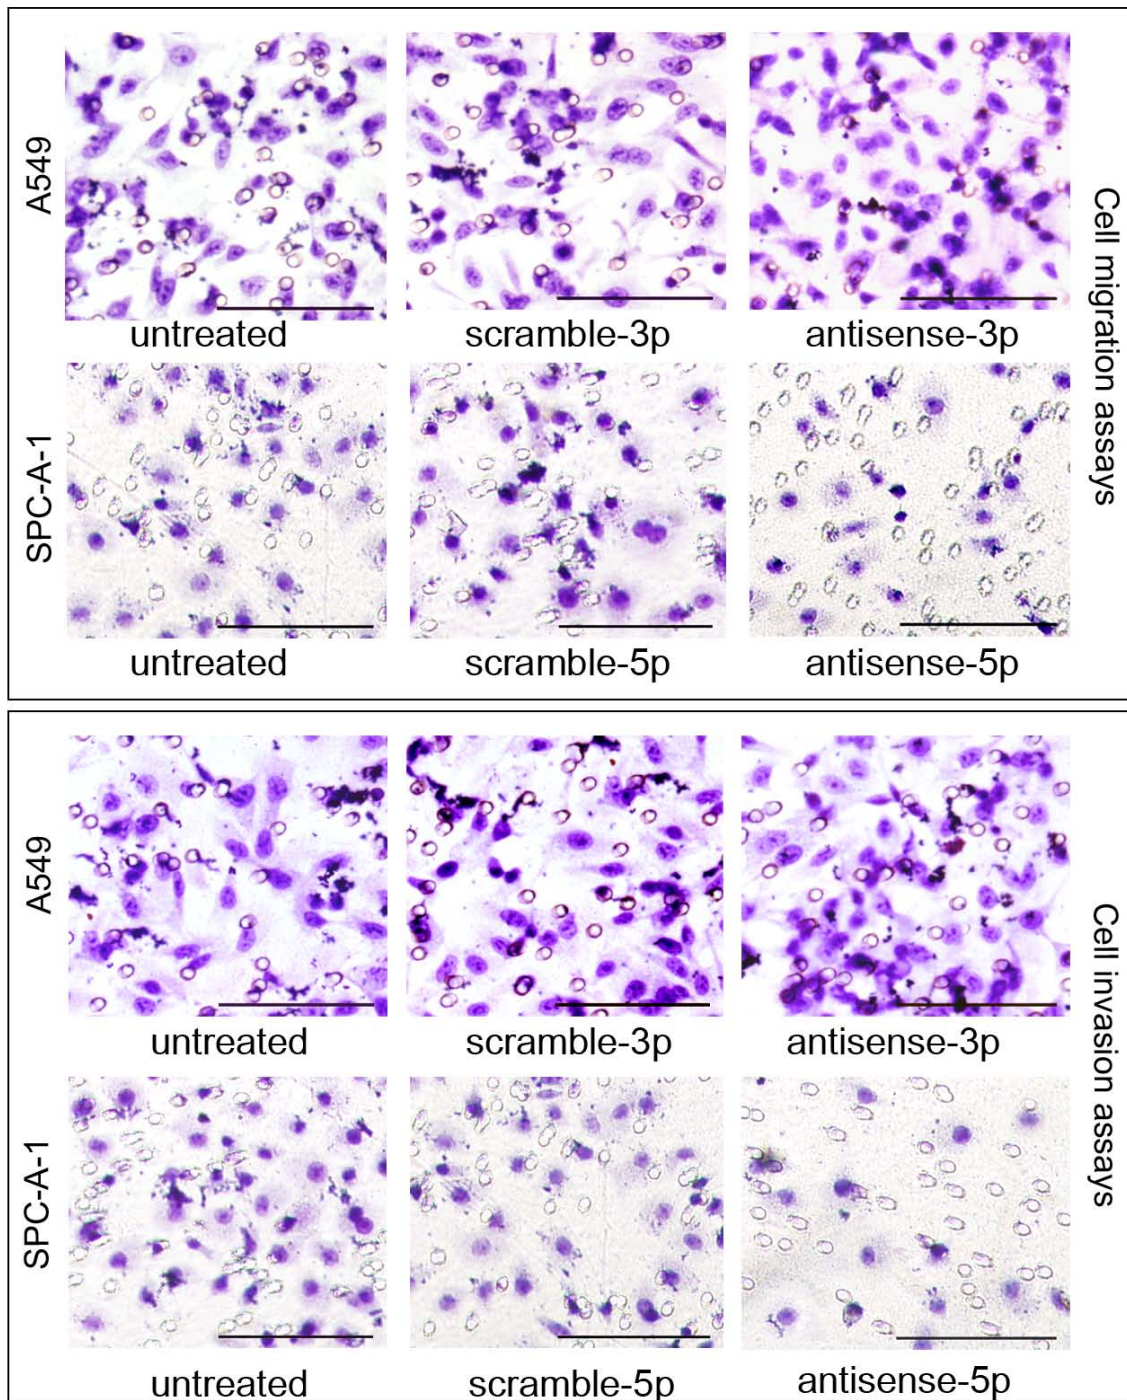 Cell migration assays
A549
untreated scramble-3p antisense-3p
SPC-A-1
untreated scramble-5p antisense-5p
Cell invasion assays
A549
untreated scramble-3p antisense-3p
SPC-A-1
untreated scramble-5p antisense-5p